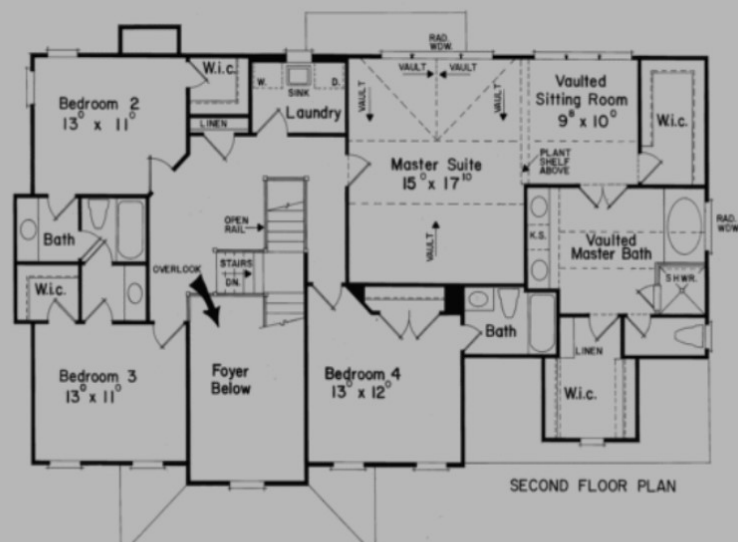 RAD.
WDW.
W.i.c.
W.
D.
SINK
Laundry
VAULT
VAULT
VAULT
VAULT
Vaulted
Sitting Room
9⁸ x 10⁰
W.i.c.
Bedroom 2
13⁰ x 11⁰
LINEN
Master Suite
15⁰ x 17¹⁰
PLANT
SHELF
ABOVE
Bath
OPEN
RAIL
VAULT
K.S.
Vaulted
Master Bath
RAD.
WDW.
OVERLOOK
STAIRS
DN.
W.i.c.
SHWR.
Bath
LINEN
Bedroom 3
13⁰ x 11⁰
Foyer
Below
Bedroom 4
13⁰ x 12⁰
W.i.c.
SECOND FLOOR PLAN